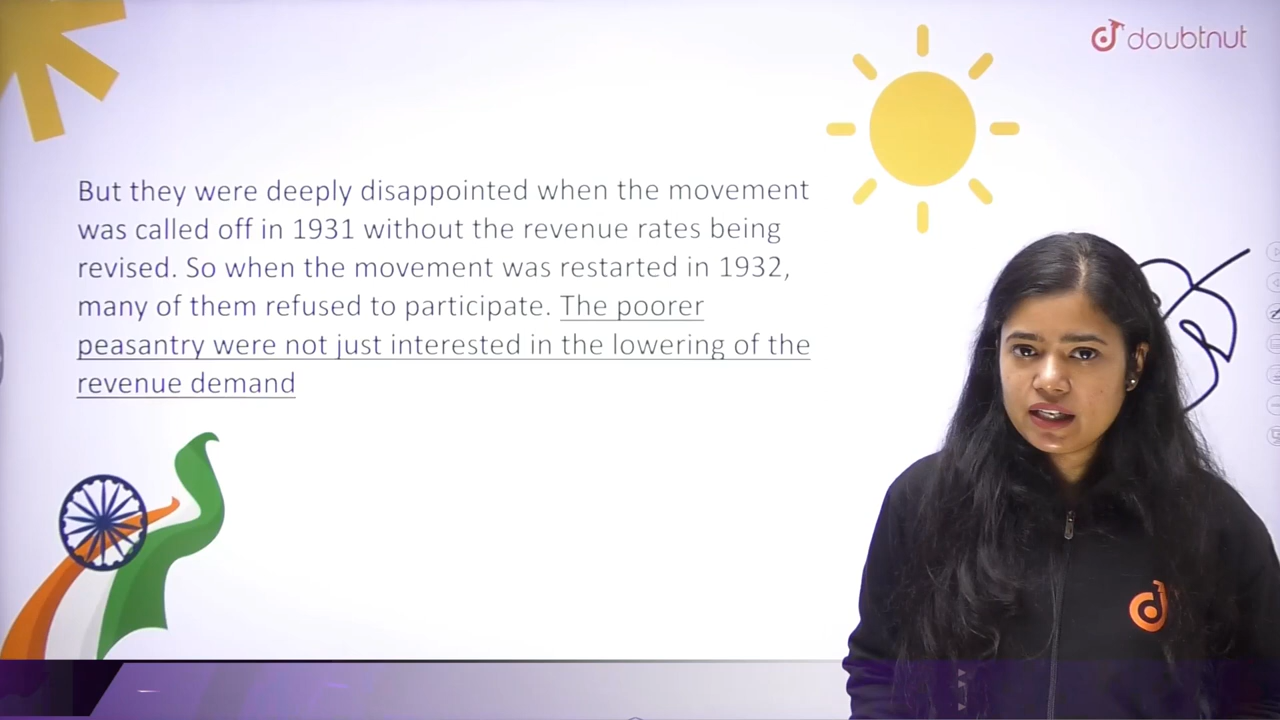 doubtnut
But they were deeply disappointed when the movement
was called off in 1931 without the revenue rates being
revised. So when the movement was restarted in 1932,
many of them refused to participate. The poorer
peasantry were not just interested in the lowering of the
revenue demand